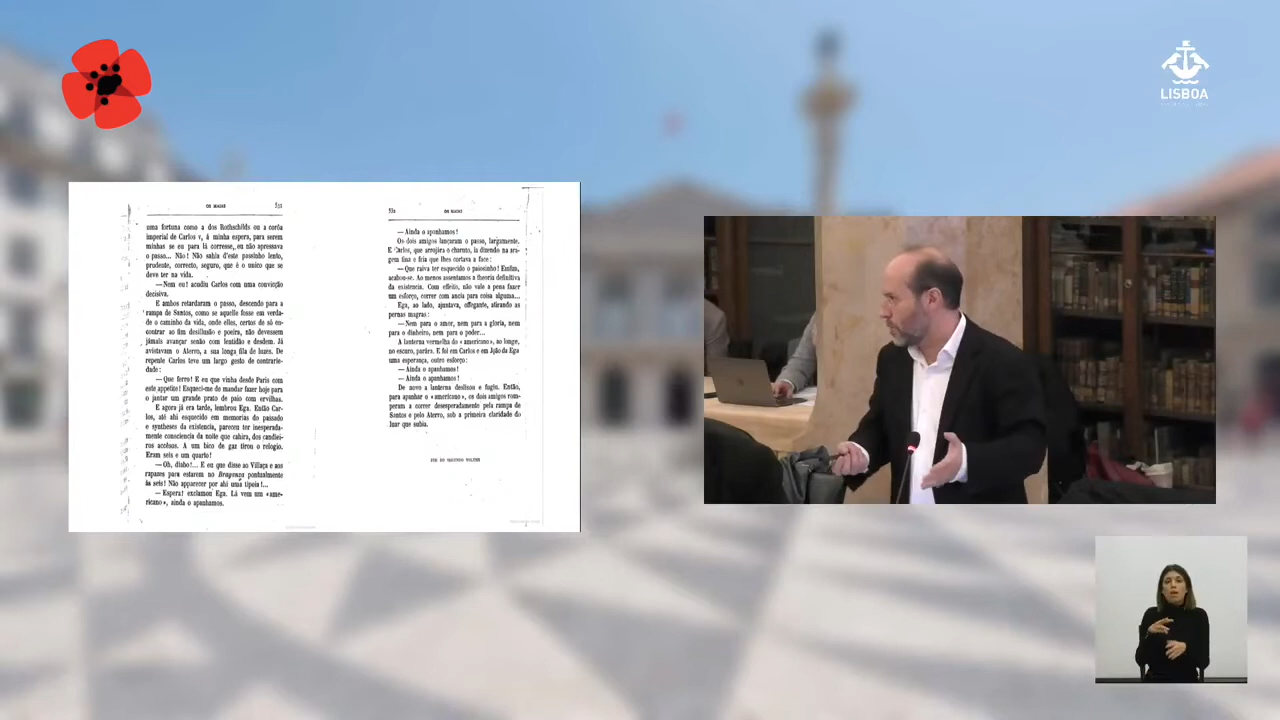 LISBOA
OS MAIAS 531
uma fortuna como a dos Rothschilds ou a corôa
imperial de Carlos V, á minha espera, para serem
minhas se eu para lá corresse, eu não apressava
o passo... Não! Não sahia d'este passinho lento,
prudente, correcto, seguro, que é o unico que se
deve ter na vida.
—Nem eu! acudiu Carlos com uma convicção
decisiva.
E ambos retardaram o passo, descendo para a
rampa de Santos, como se aquelle fosse em verda-
de o caminho da vida, onde elles, certos de só en-
contrar ao fim desillusão e poeira, não devessem
jámais avançar senão com lentidão e desdem. Já
avistavam o Aterro, a sua longa fila de luzes. De
repente Carlos teve um largo gesto de contrarie-
dade:
—Que ferro! E eu que vinha desde Paris com
este appetite! Esqueci-me de mandar fazer hoje para
o jantar um grande prato de paio com ervilhas.
E agora já era tarde, lembrou Ega. Então Car-
los, até ahi esquecido em memorias do passado
e syntheses da existencia, pareceu ter inesperada-
mente consciencia da noite que cahira, dos candiei-
ros accêsos. A um bico de gaz tirou o relogio.
Eram seis e um quarto!
—Oh, diabo!... E eu que disse ao Villaça e aos
rapazes para estarem no Bragança pontualmente
ás seis! Não apparecer por ahi uma tipoia!...
—Espera! exclamou Ega. Lá vem um «ame-
ricano», ainda o apanhamos.
532 OS MAIAS
—Ainda o apanhamos!
Os dois amigos lançaram o passo, largamente.
E Carlos, que arrojára o charuto, ia dizendo na ara-
gem fina e fria que lhes cortava a face:
—Que raiva ter esquecido o paiosinho! Emfim,
acabou-se. Ao menos assentamos a theoria definitiva
da existencia. Com effeito, não vale a pena fazer
um esforço, correr com ancia para coisa alguma...
Ega, ao lado, ajuntava, offegante, atirando as
pernas magras:
—Nem para o amor, nem para a gloria, nem
para o dinheiro, nem para o poder...
A lanterna vermelha do «americano», ao longe,
no escuro, parára. E foi em Carlos e em João da Ega
uma esperança, outro esforço:
—Ainda o apanhamos!
—Ainda o apanhamos!
De novo a lanterna deslisou e fugiu. Então,
para apanhar o «americano», os dois amigos rom-
peram a correr desesperadamente pela rampa de
Santos e pelo Aterro, sob a primeira claridade do
luar que subia.
FIM DO SEGUNDO VOLUME